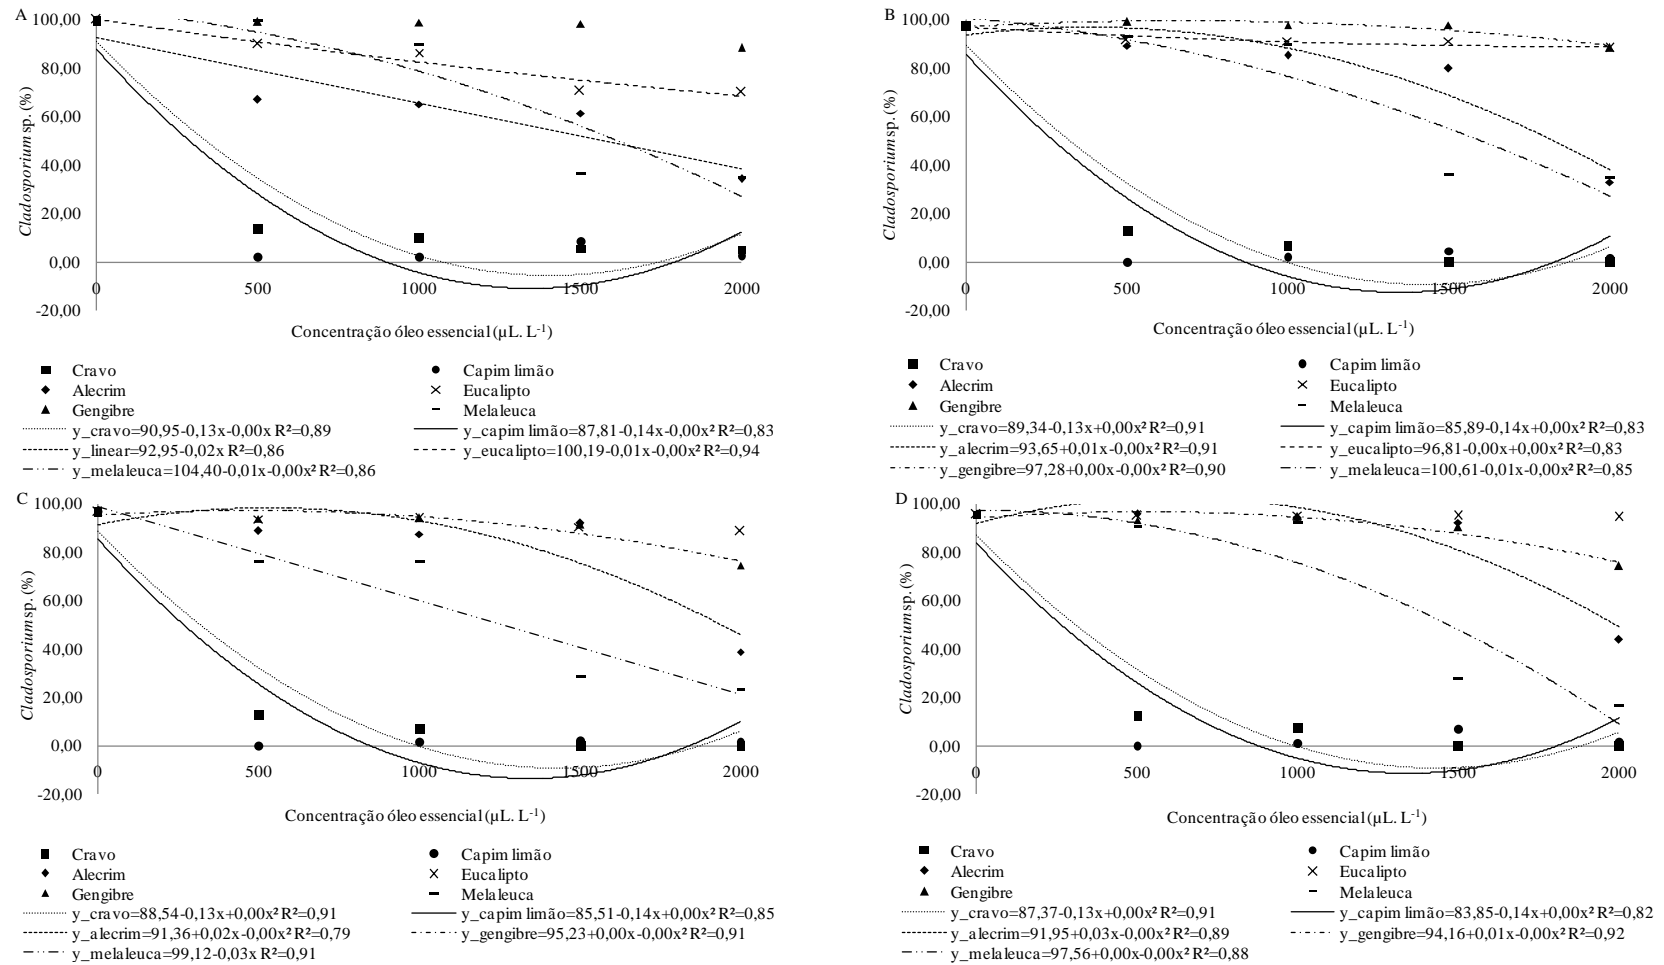 A
100,00
80,00
60,00
40,00
20,00
0,00
-20,00
Cladosporium sp. (%)
0
500
1000
1500
2000
Concentração óleo essencial (µL. L-1)
Cravo
Capim limão
Alecrim
Eucalipto
Gengibre
Melaleuca
y_cravo=90,95-0,13x-0,00x R²=0,89
y_capim limão=87,81-0,14x-0,00x² R²=0,83
y_linear=92,95-0,02x R²=0,86
y_eucalipto=100,19-0,01x-0,00x² R²=0,94
y_melaleuca=104,40-0,01x-0,00x² R²=0,86
B
100,00
80,00
60,00
40,00
20,00
0,00
-20,00
Cladosporium sp. (%)
0
500
1000
1500
2000
Concentração óleo essencial (µL. L-1)
Cravo
Capim limão
Alecrim
Eucalipto
Gengibre
Melaleuca
y_cravo=89,34-0,13x+0,00x² R²=0,91
y_capim limão=85,89-0,14x+0,00x² R²=0,83
y_alecrim=93,65+0,01x-0,00x² R²=0,91
y_eucalipto=96,81-0,00x+0,00x² R²=0,83
y_gengibre=97,28+0,00x-0,00x² R²=0,90
y_melaleuca=100,61-0,01x-0,00x² R²=0,85
C
100,00
80,00
60,00
40,00
20,00
0,00
-20,00
Cladosporium sp. (%)
0
500
1000
1500
2000
Concentração óleo essencial (µL. L-1)
Cravo
Capim limão
Alecrim
Eucalipto
Gengibre
Melaleuca
y_cravo=88,54-0,13x+0,00x² R²=0,91
y_capim limão=85,51-0,14x+0,00x² R²=0,85
y_alecrim=91,36+0,02x-0,00x² R²=0,79
y_gengibre=95,23+0,00x-0,00x² R²=0,91
y_melaleuca=99,12-0,03x R²=0,91
D
100,00
80,00
60,00
40,00
20,00
0,00
-20,00
Cladosporium sp. (%)
0
500
1000
1500
2000
Concentração óleo essencial (µL. L-1)
Cravo
Capim limão
Alecrim
Eucalipto
Gengibre
Melaleuca
y_cravo=87,37-0,13x+0,00x² R²=0,91
y_capim limão=83,85-0,14x+0,00x² R²=0,82
y_alecrim=91,95+0,03x-0,00x² R²=0,89
y_gengibre=94,16+0,01x-0,00x² R²=0,92
y_melaleuca=97,56+0,00x-0,00x² R²=0,88